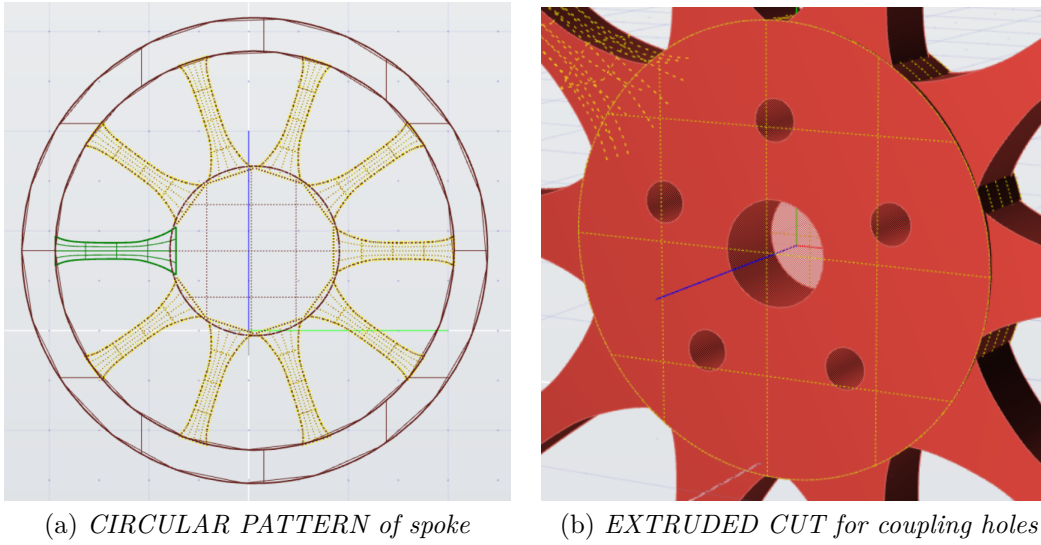 (a) CIRCULAR PATTERN of spoke
(b) EXTRUDED CUT for coupling holes